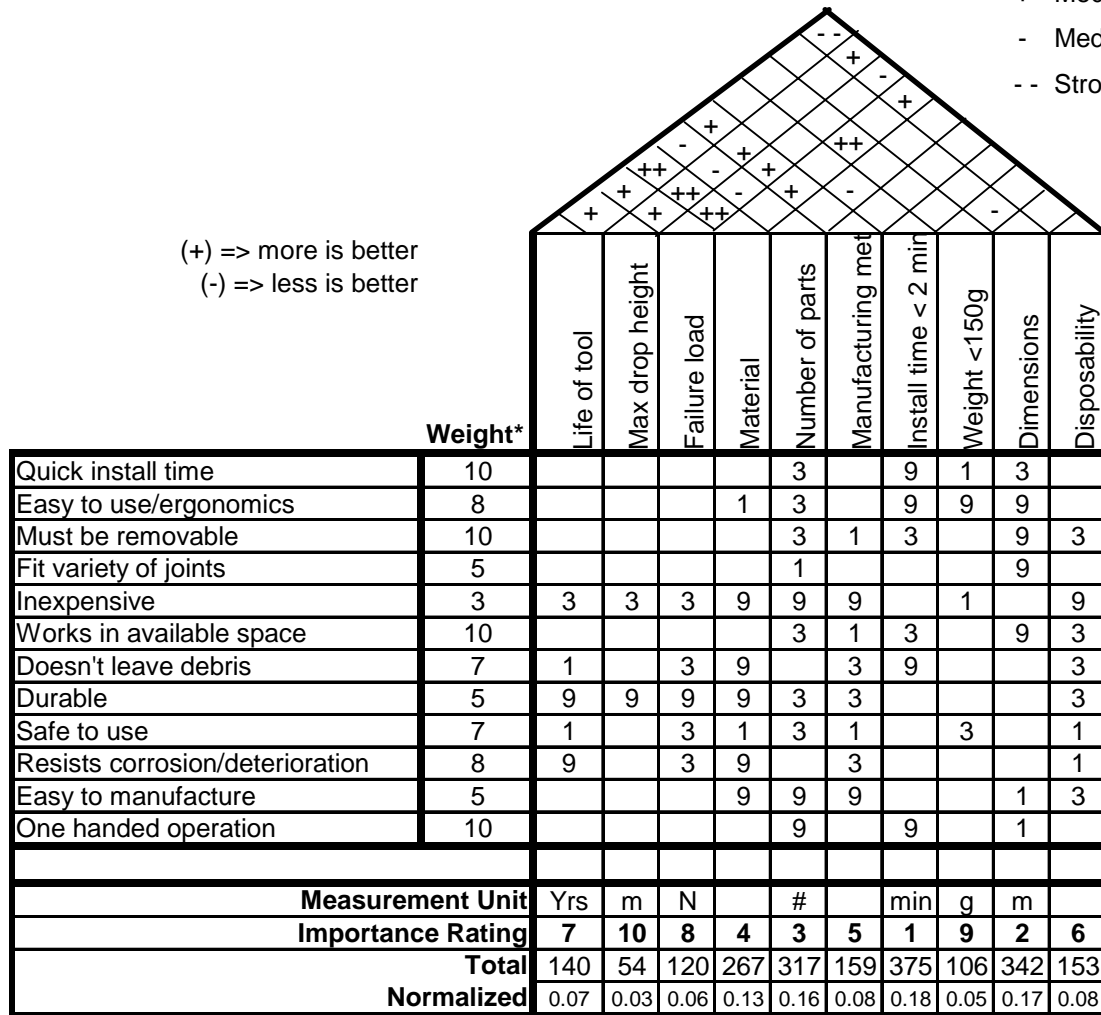 + Med
- Med
- - Stro
- -
+
-
+
+ ++
- +
++ - +
+ ++ - + -
+ + ++ -
(+) => more is better
(-) => less is better
Weight* Life of tool Max drop height Failure load Material Number of parts Manufacturing met Install time < 2 min Weight <150g Dimensions Disposability
Quick install time 10 3 9 1 3
Easy to use/ergonomics 8 1 3 9 9 9
Must be removable 10 3 1 3 9 3
Fit variety of joints 5 1 9
Inexpensive 3 3 3 3 9 9 9 1 9
Works in available space 10 3 1 3 9 3
Doesn't leave debris 7 1 3 9 3 9 3
Durable 5 9 9 9 9 3 3 3
Safe to use 7 1 3 1 3 1 3 1
Resists corrosion/deterioration 8 9 3 9 3 1
Easy to manufacture 5 9 9 9 1 3
One handed operation 10 9 9 1
Measurement Unit Yrs m N # min g m
Importance Rating 7 10 8 4 3 5 1 9 2 6
Total 140 54 120 267 317 159 375 106 342 153
Normalized 0.07 0.03 0.06 0.13 0.16 0.08 0.18 0.05 0.17 0.08